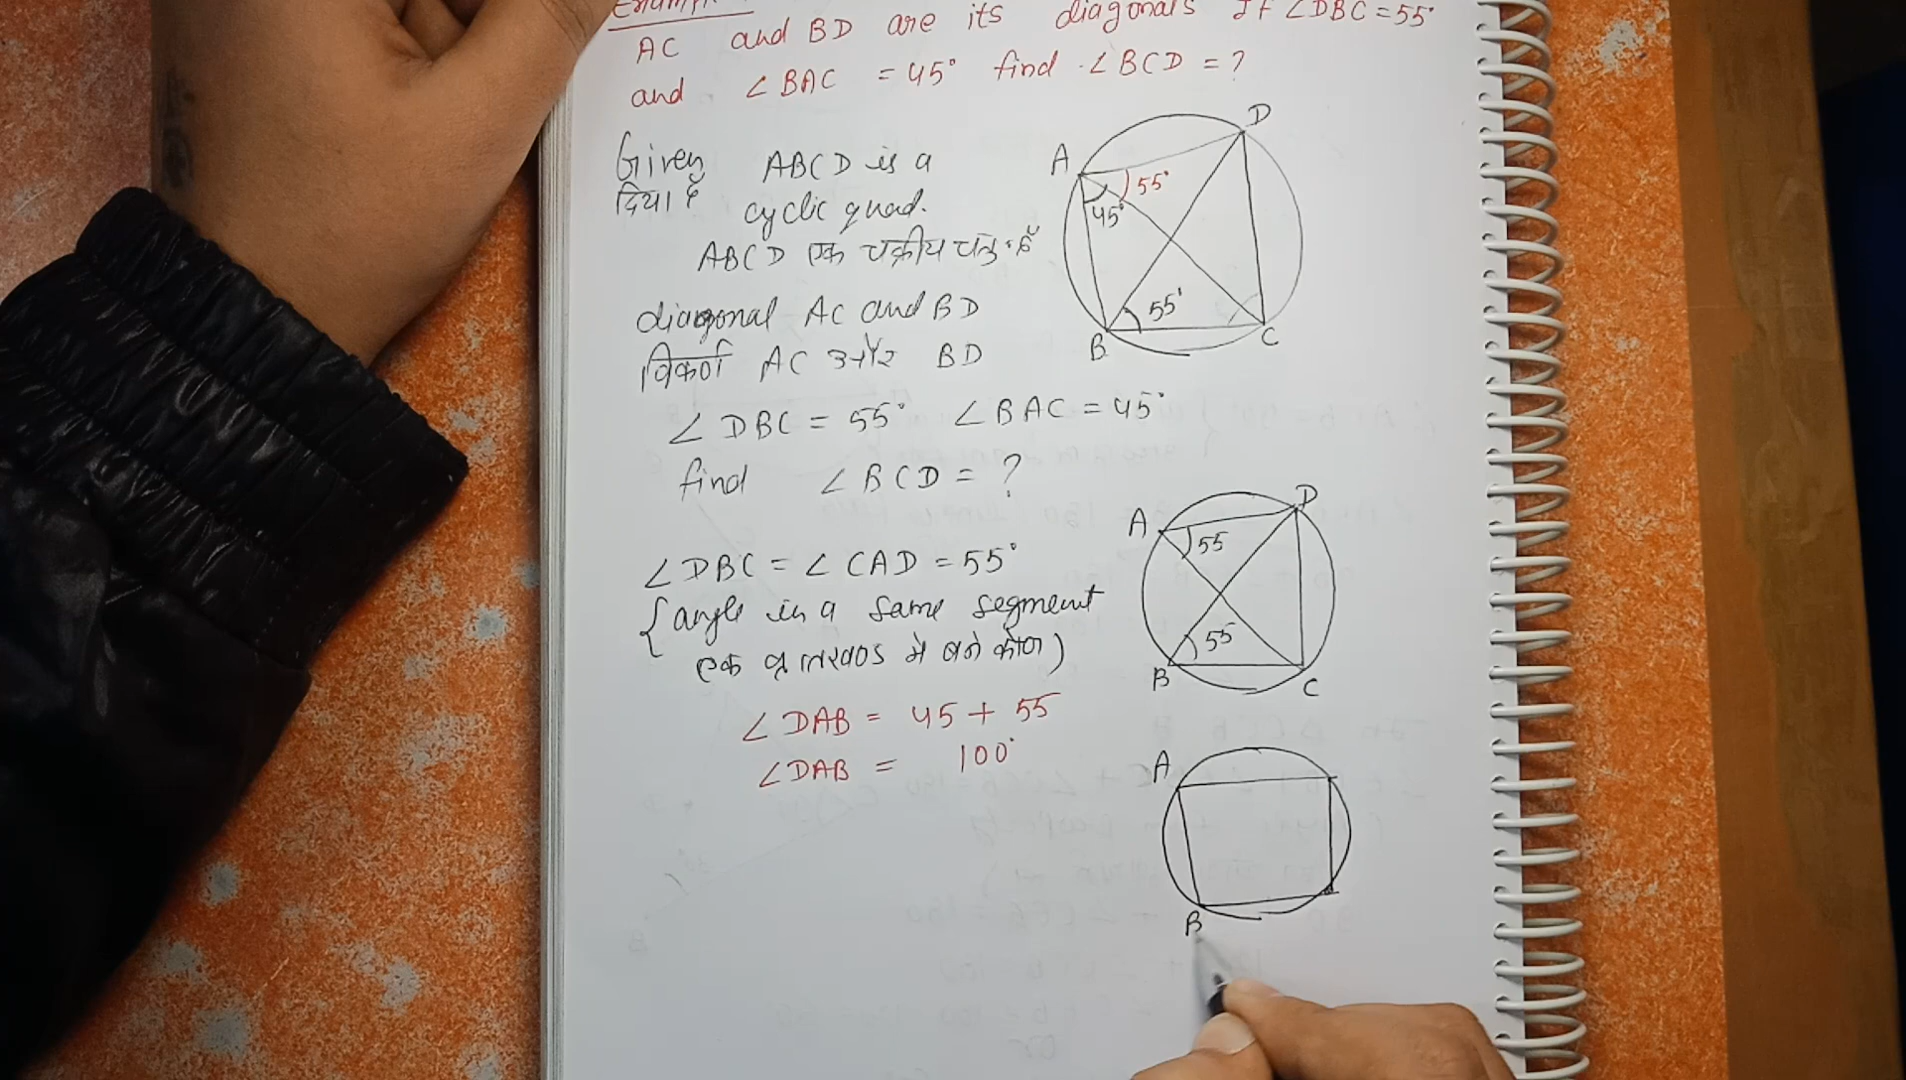 Example
AC and BD are its diagonals If ∠DBC = 55°
and ∠BAC = 45° find ∠BCD = ?
Given ABCD is a
दिया है cyclic quad.
ABCD एक चक्रीय चतु. है
diagonal AC and BD
विकर्ण AC और BD
∠DBC = 55° ∠BAC = 45°
find ∠BCD = ?
∠DBC = ∠CAD = 55°
{angle in a same segment
एक वृत्तखण्ड में बने कोण)
∠DAB = 45 + 55
∠DAB = 100°
A
D
55°
45°
55°
B
C
A
D
55
55
B
C
A
B